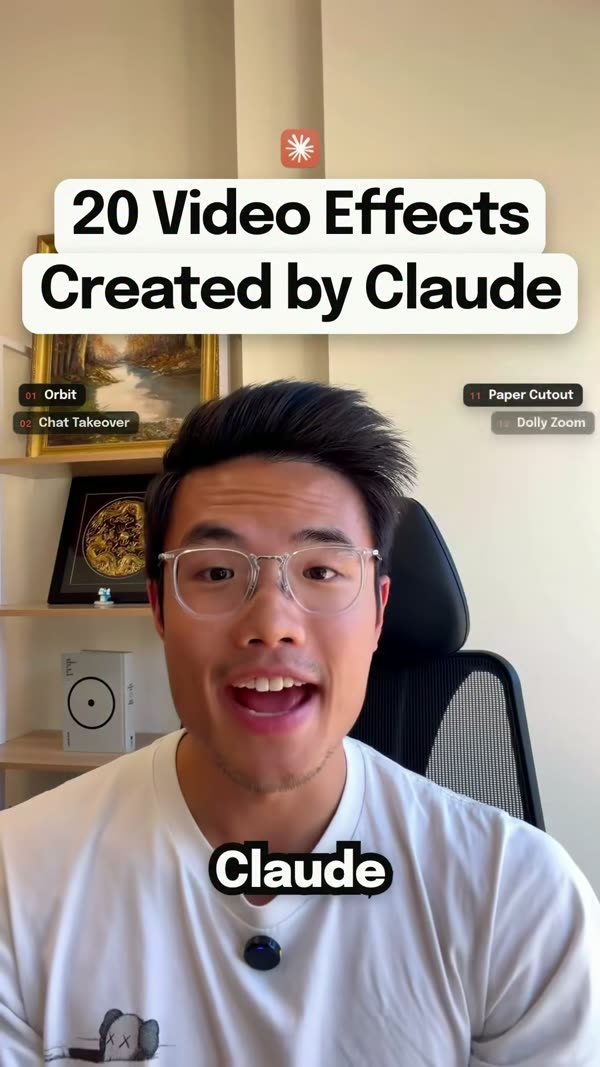 20 Video Effects
Created by Claude
01 Orbit
02 Chat Takeover
11 Paper Cutout
12 Dolly Zoom
Claude